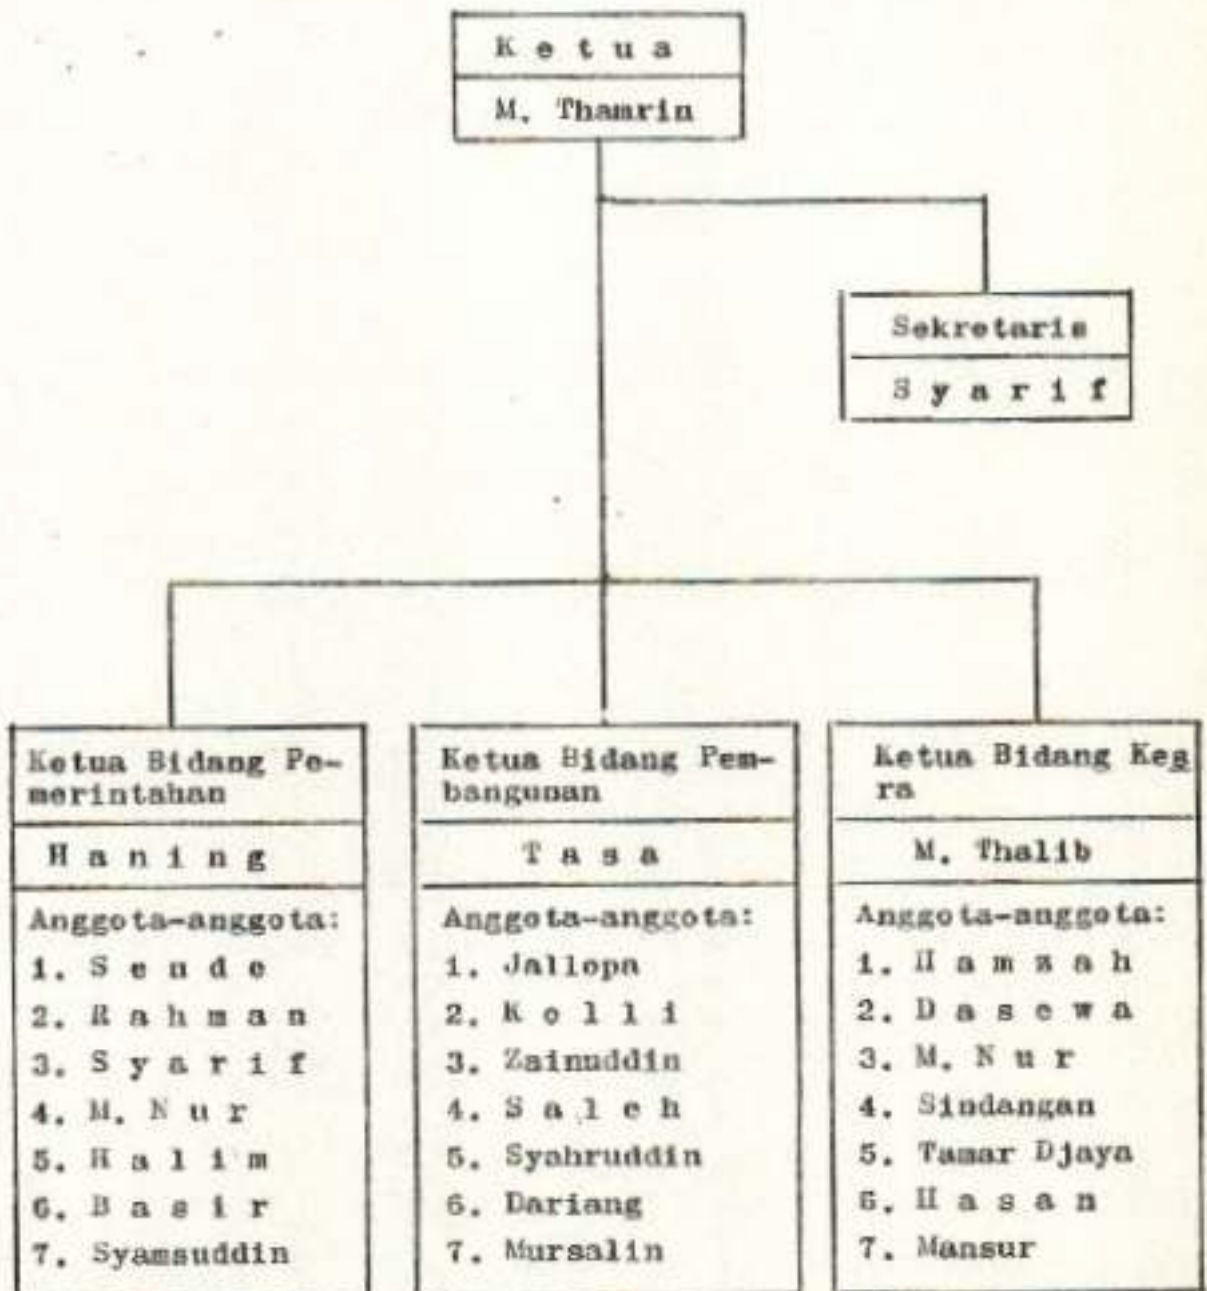 K e t u a
M. Thamrin
Sekretaris
S y a r i f
Ketua Bidang Pe-
merintahan
H a n i n g
Anggota-anggota:
1. S e n d e
2. R a h m a n
3. S y a r i f
4. M. N u r
5. H a l i m
6. B a s i r
7. Syamsuddin
Ketua Bidang Pem-
bangunan
T a s a
Anggota-anggota:
1. Jallopa
2. K o l l i
3. Zainuddin
4. S a l e h
5. Syahruddin
6. Dariang
7. Mursalin
Ketua Bidang Kes
ra
M. Thalib
Anggota-anggota:
1. H a m z a h
2. D a s e w a
3. M. N u r
4. Sindangan
5. Tamar Djaya
6. H a s a n
7. Mansur